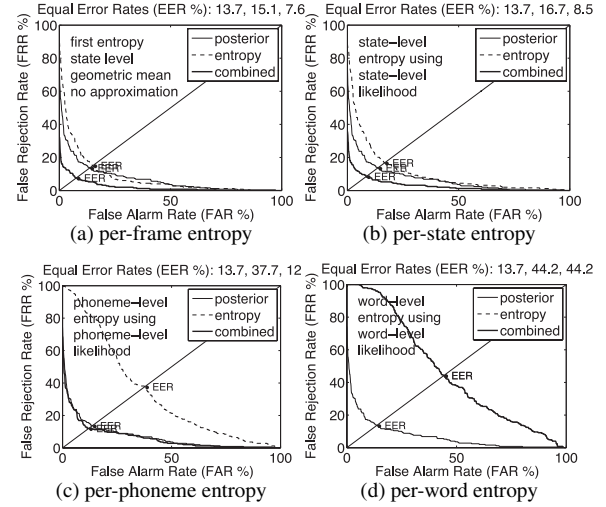 Equal Error Rates (EER %): 13.7, 15.1, 7.6
first entropy
state level
geometric mean
no approximation
posterior
entropy
combined
EER
EER
EER
False Rejection Rate (FRR %)
100
80
60
40
20
0
0
50
100
False Alarm Rate (FAR %)
(a) per-frame entropy
Equal Error Rates (EER %): 13.7, 16.7, 8.5
state-level
entropy using
state-level
likelihood
posterior
entropy
combined
EER
EER
EER
False Rejection Rate (FRR %)
100
80
60
40
20
0
0
50
100
False Alarm Rate (FAR %)
(b) per-state entropy
Equal Error Rates (EER %): 13.7, 37.7, 12
phoneme-level
entropy using
phoneme-level
likelihood
posterior
entropy
combined
EER
EER
EER
False Rejection Rate (FRR %)
100
80
60
40
20
0
0
50
100
False Alarm Rate (FAR %)
(c) per-phoneme entropy
Equal Error Rates (EER %): 13.7, 44.2, 44.2
word-level
entropy using
word-level
likelihood
posterior
entropy
combined
EER
EER
False Rejection Rate (FRR %)
100
80
60
40
20
0
0
50
100
False Alarm Rate (FAR %)
(d) per-word entropy